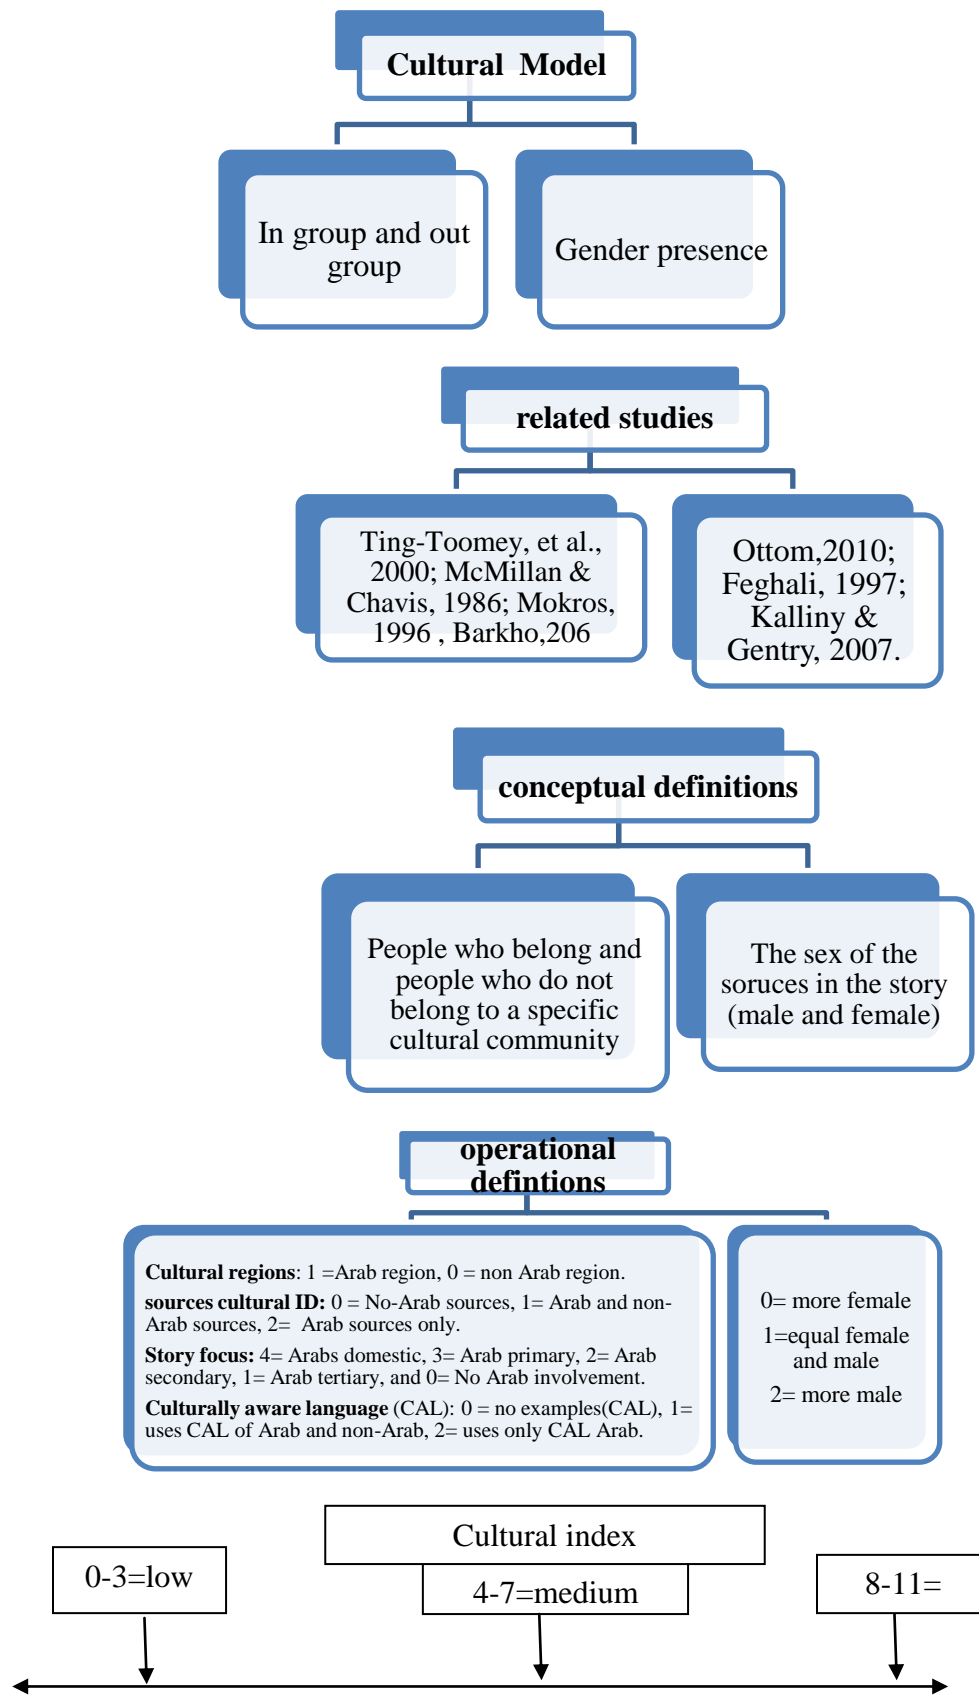 Cultural Model
In group and out
group
Gender presence
related studies
Ting-Toomey, et al.,
2000; McMillan &
Chavis, 1986; Mokros,
1996 , Barkho,206
Ottom,2010;
Feghali, 1997;
Kalliny &
Gentry, 2007.
conceptual definitions
People who belong and
people who do not
belong to a specific
cultural community
The sex of the
soruces in the story
(male and female)
operational
defintions
Cultural regions: 1 =Arab region, 0 = non Arab region.
sources cultural ID: 0 = No-Arab sources, 1= Arab and non-
Arab sources, 2= Arab sources only.
Story focus: 4= Arabs domestic, 3= Arab primary, 2= Arab
secondary, 1= Arab tertiary, and 0= No Arab involvement.
Culturally aware language (CAL): 0 = no examples(CAL), 1=
uses CAL of Arab and non-Arab, 2= uses only CAL Arab.
0= more female
1=equal female
and male
2= more male
Cultural index
0-3=low
4-7=medium
8-11=